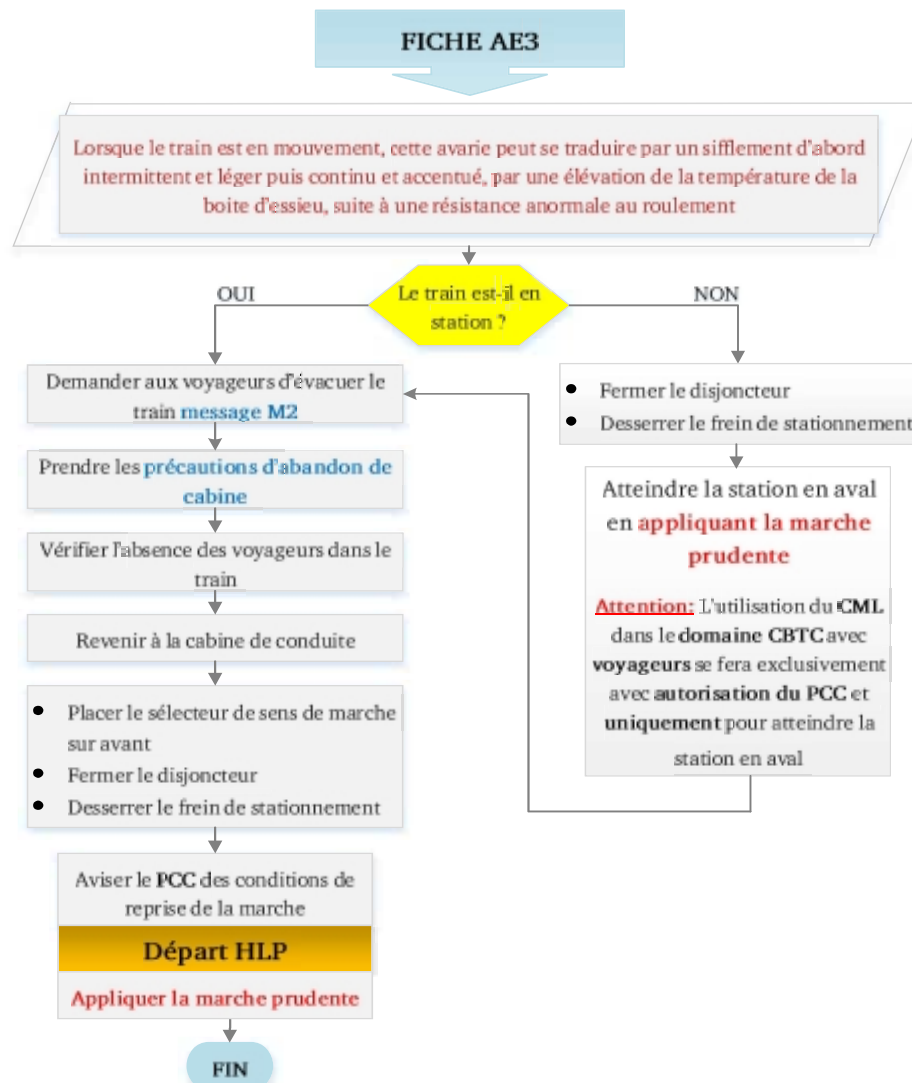 FICHE AE3
Lorsque le train est en mouvement, cette avarie peut se traduire par un sifflement d'abord
intermittent et léger puis continu et accentué, par une élévation de la température de la
boite d'essieu, suite à une résistance anormale au roulement
Le train est-il en
station ?
OUI
NON
Demander aux voyageurs d'évacuer le
train message M2
Prendre les précautions d'abandon de
cabine
Vérifier l'absence des voyageurs dans le
train
Revenir à la cabine de conduite
• Placer le sélecteur de sens de marche
sur avant
• Fermer le disjoncteur
• Desserrer le frein de stationnement
Aviser le PCC des conditions de
reprise de la marche
Départ HLP
Appliquer la marche prudente
FIN
• Fermer le disjoncteur
• Desserrer le frein de stationnement
Atteindre la station en aval
en appliquant la marche
prudente
Attention: L'utilisation du CML
dans le domaine CBTC avec
voyageurs se fera exclusivement
avec autorisation du PCC et
uniquement pour atteindre la
station en aval